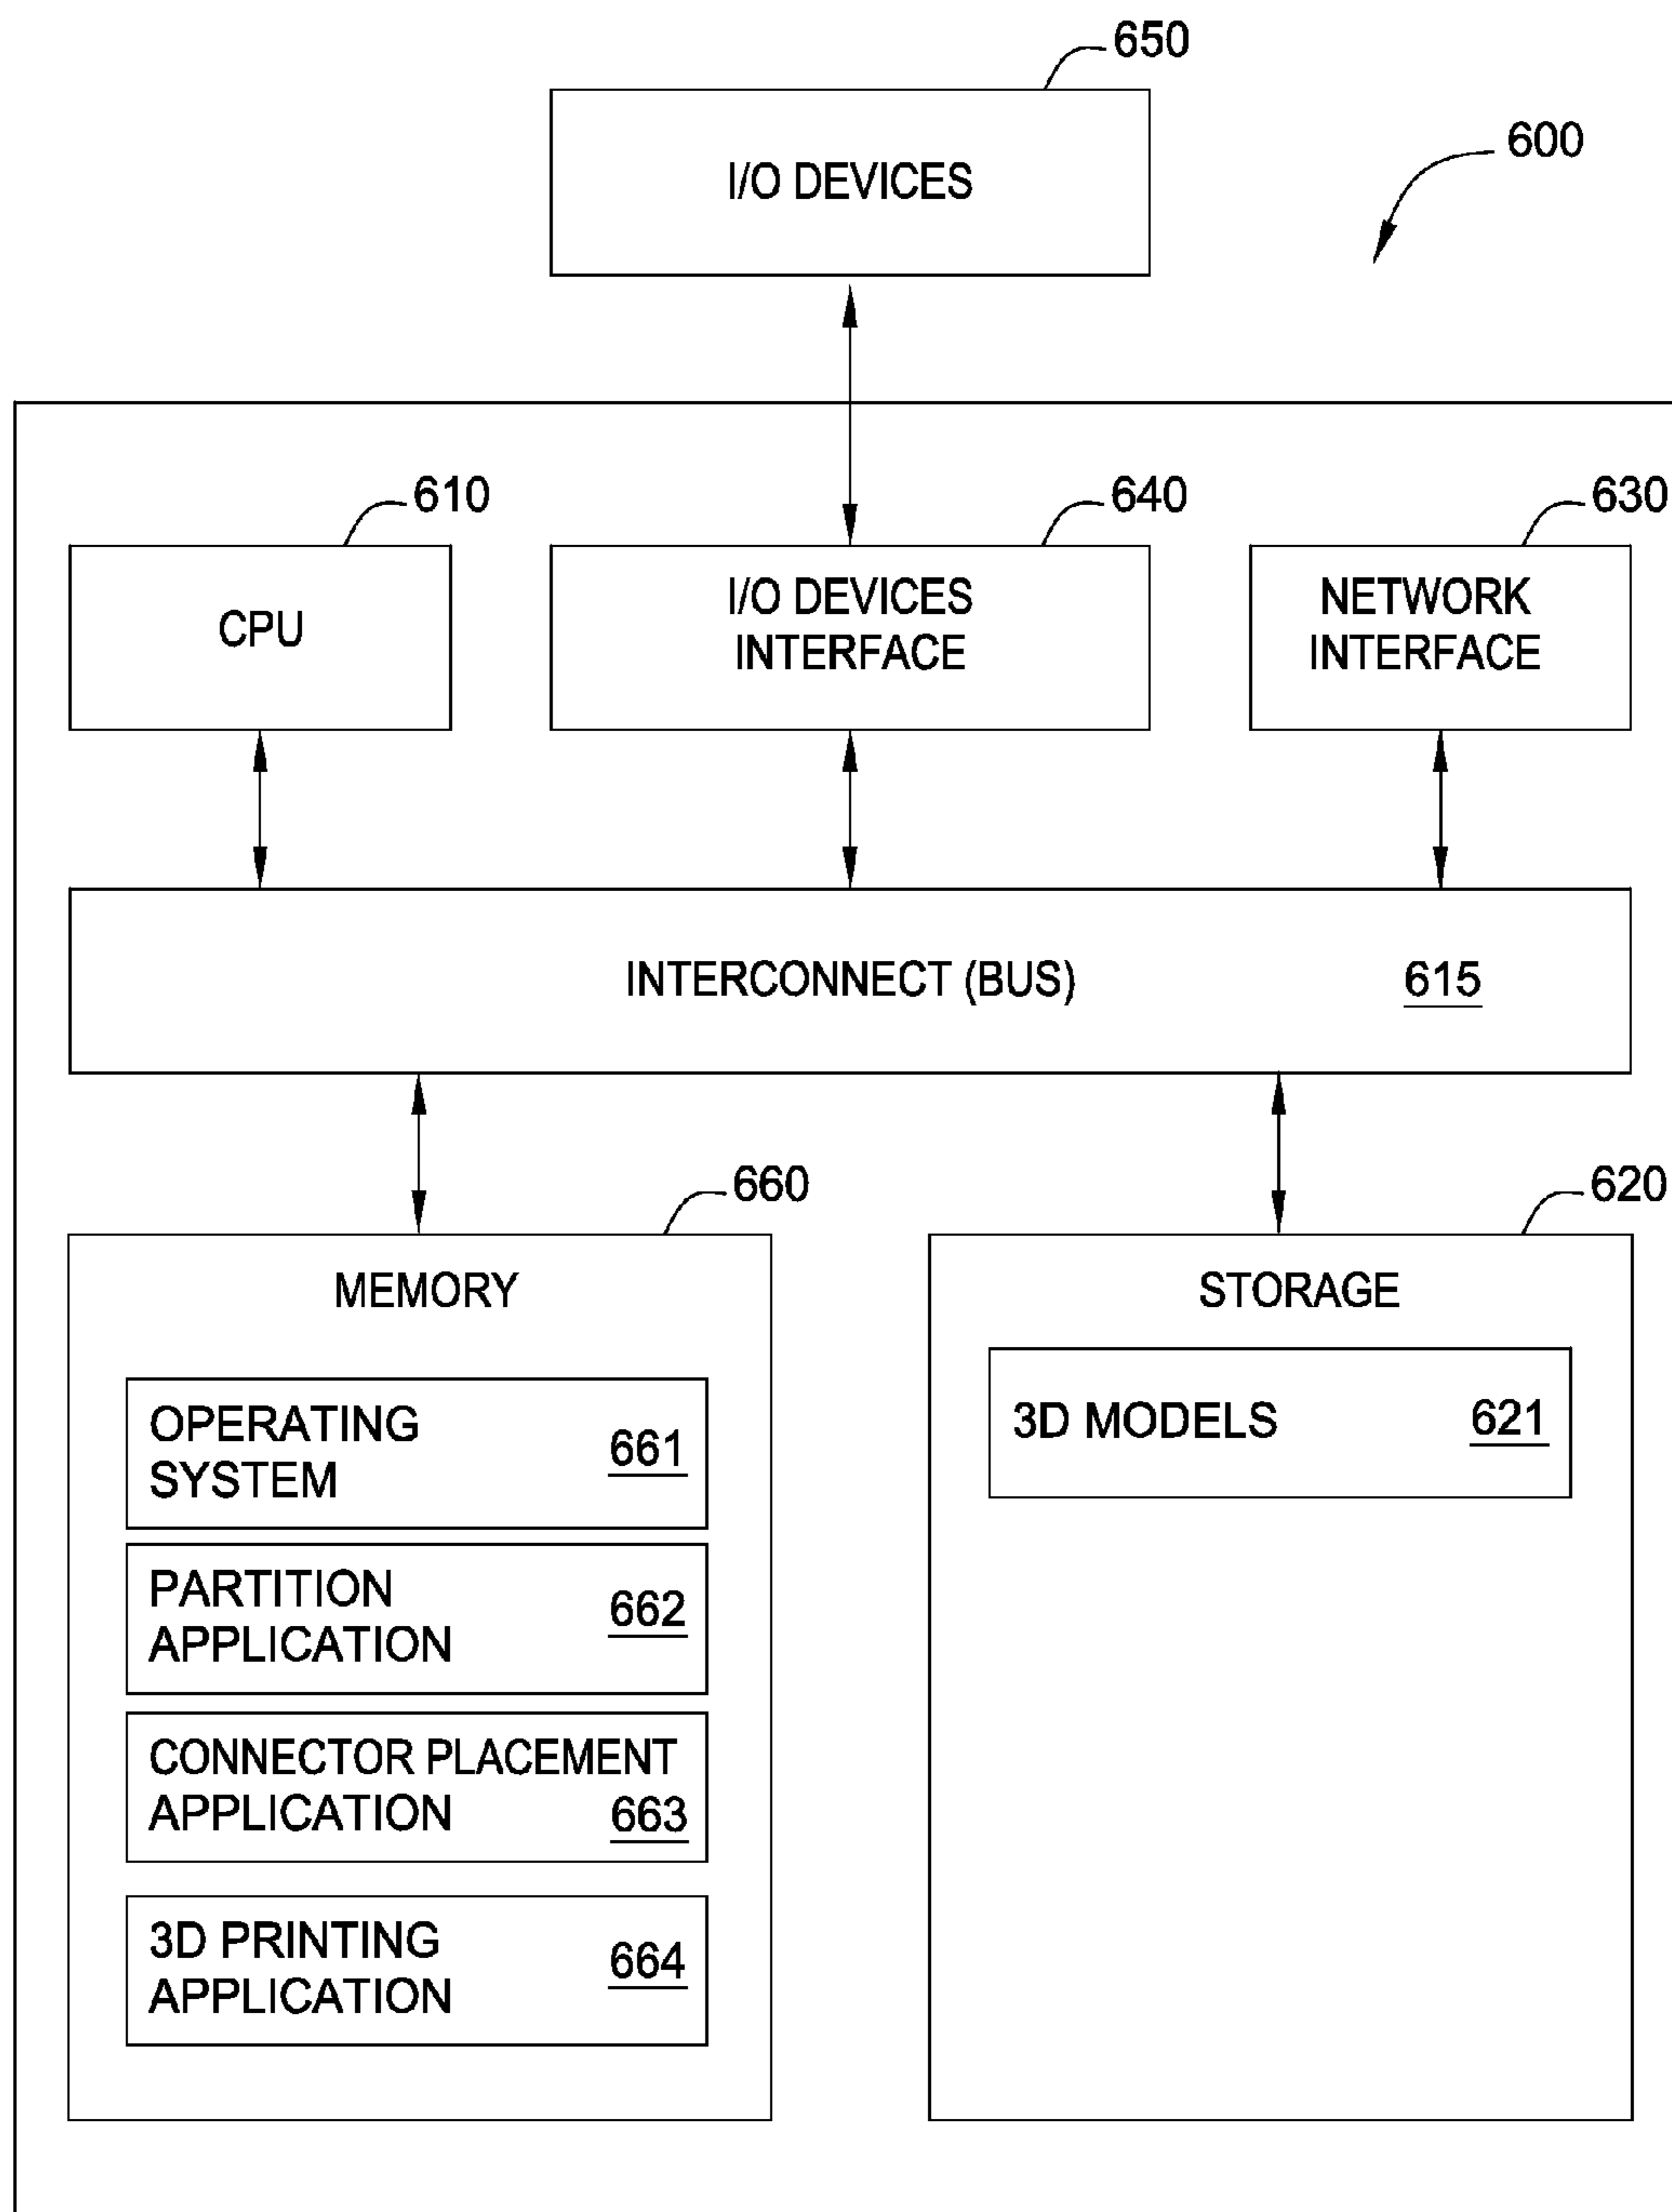 650
I/O DEVICES
600
610
640
630
CPU
I/O DEVICES
INTERFACE
NETWORK
INTERFACE
INTERCONNECT (BUS) 615
660
620
MEMORY
OPERATING
SYSTEM
661
PARTITION
APPLICATION
662
CONNECTOR PLACEMENT
APPLICATION 663
3D PRINTING
APPLICATION
664
STORAGE
3D MODELS 621